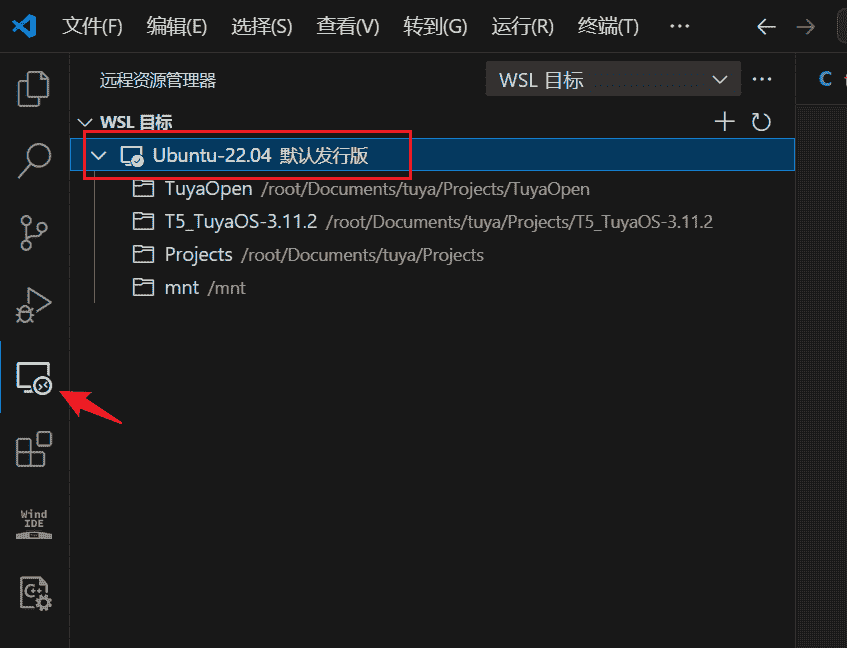 文件(F) 编辑(E) 选择(S) 查看(V) 转到(G) 运行(R) 终端(T) ···
远程资源管理器 WSL 目标 ···
WSL 目标
Ubuntu-22.04 默认发行版
TuyaOpen /root/Documents/tuya/Projects/TuyaOpen
T5_TuyaOS-3.11.2 /root/Documents/tuya/Projects/T5_TuyaOS-3.11.2
Projects /root/Documents/tuya/Projects
mnt /mnt
Wind
IDE